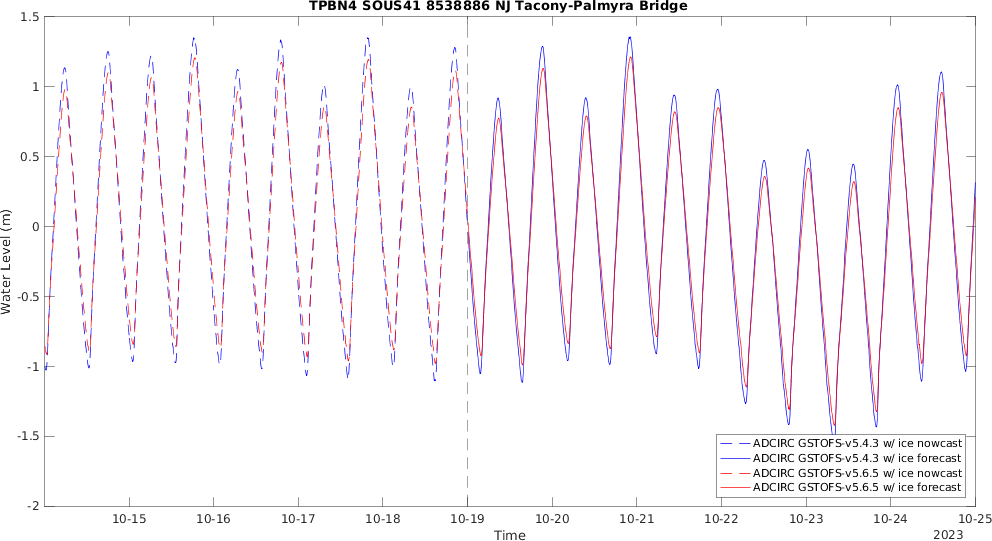 TPBN4 SOUS41 8538886 NJ Tacony-Palmyra Bridge
1.5
1
0.5
0
-0.5
-1
-1.5
-2
Water Level (m)
ADCIRC GSTOFS-v5.4.3 w/ ice nowcast
ADCIRC GSTOFS-v5.4.3 w/ ice forecast
ADCIRC GSTOFS-v5.6.5 w/ ice nowcast
ADCIRC GSTOFS-v5.6.5 w/ ice forecast
10-15 10-16 10-17 10-18 10-19 10-20 10-21 10-22 10-23 10-24 10-25
Time
2023